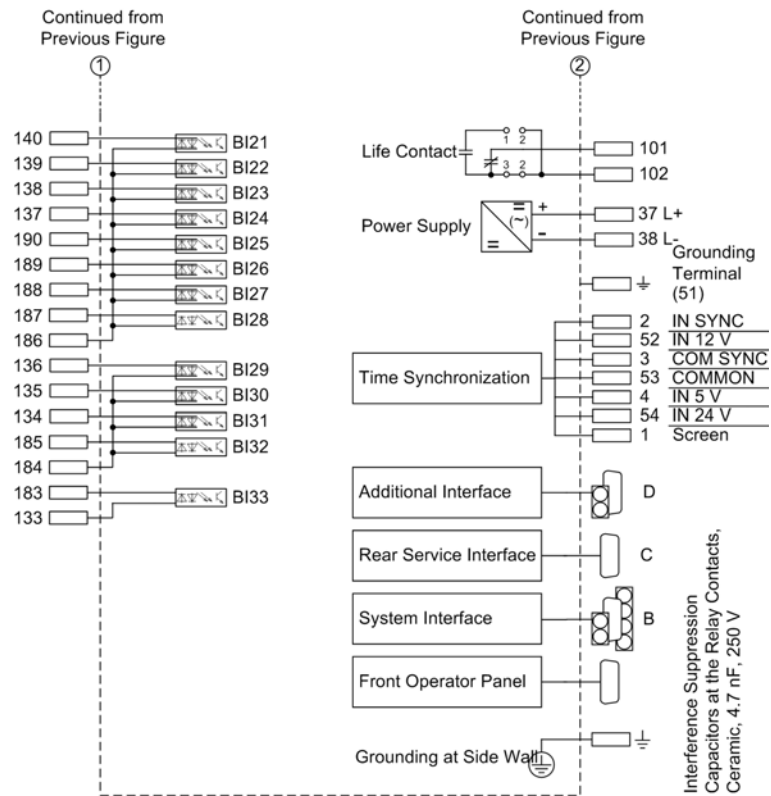 Continued from
Previous Figure
1
Continued from
Previous Figure
2
140
BI21
139
BI22
138
BI23
137
BI24
190
BI25
189
BI26
188
BI27
187
BI28
186
136
BI29
135
BI30
134
BI31
185
BI32
184
183
BI33
133
Life Contact
1 2
3 2
101
102
Power Supply
=
(~)
=
+
-
37 L+
38 L-
Grounding
Terminal
(51)
Time Synchronization
2 IN SYNC
52 IN 12 V
3 COM SYNC
53 COMMON
4 IN 5 V
54 IN 24 V
1 Screen
Additional Interface
D
Rear Service Interface
C
System Interface
B
Front Operator Panel
Grounding at Side Wall
Interference Suppression
Capacitors at the Relay Contacts,
Ceramic, 4.7 nF, 250 V